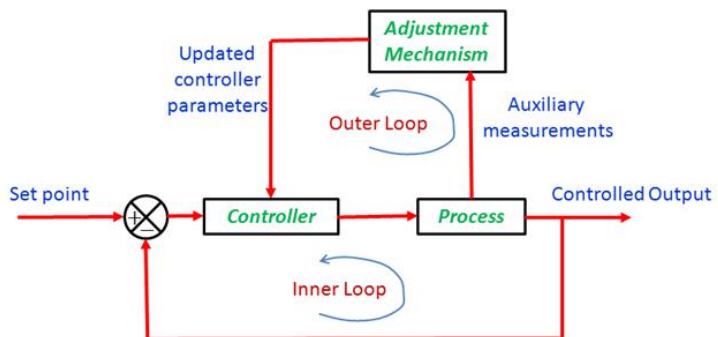 Adjustment
Mechanism
Updated
controller
parameters
Outer Loop
Auxiliary
measurements
Set point
+
−
Controller
Process
Controlled Output
Inner Loop